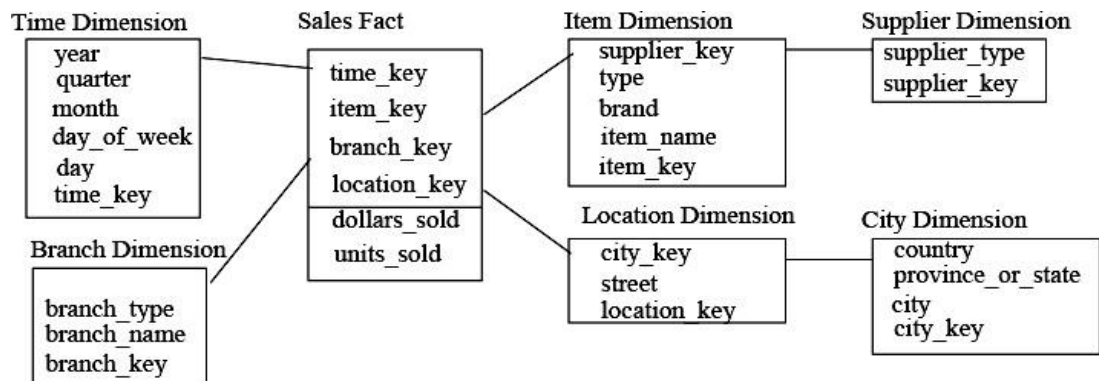 Time Dimension
year
quarter
month
day_of_week
day
time_key
Sales Fact
time_key
item_key
branch_key
location_key
dollars_sold
units_sold
Item Dimension
supplier_key
type
brand
item_name
item_key
Supplier Dimension
supplier_type
supplier_key
Branch Dimension
branch_type
branch_name
branch_key
Location Dimension
city_key
street
location_key
City Dimension
country
province_or_state
city
city_key